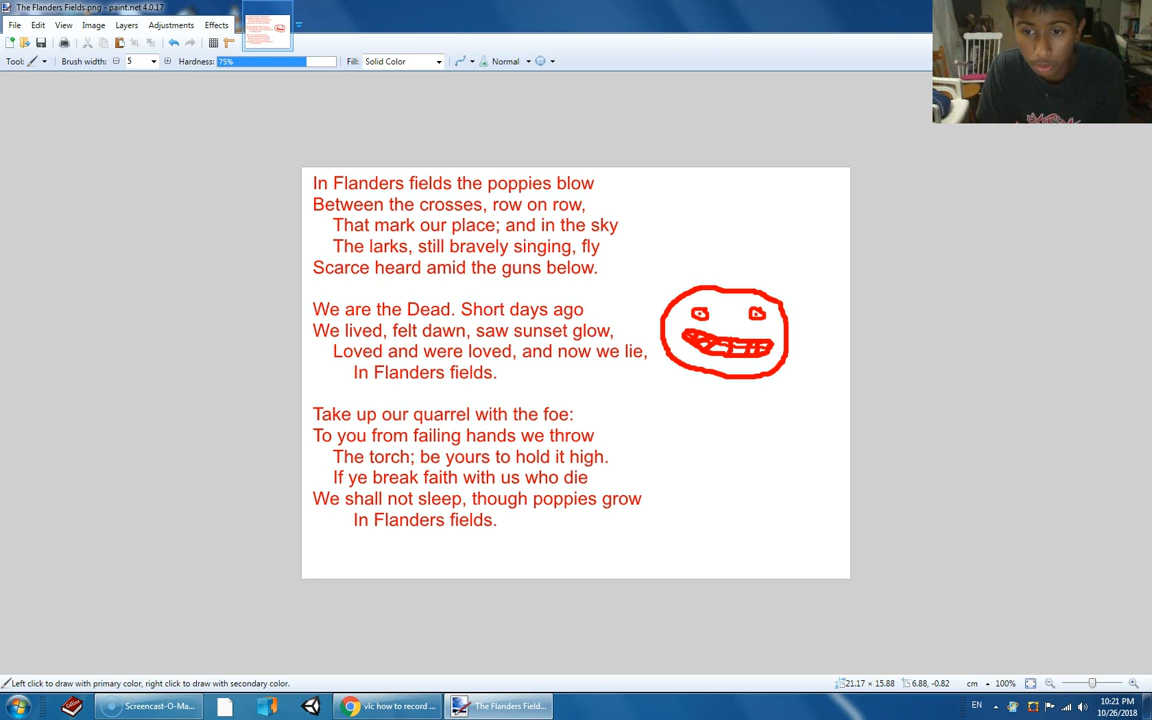 The Flanders Fields.png - paint.net 4.0.17
File Edit View Image Layers Adjustments Effects
Tool: Brush width: 5 Hardness: 75% Fill: Solid Color Normal
In Flanders fields the poppies blow
Between the crosses, row on row,
That mark our place; and in the sky
The larks, still bravely singing, fly
Scarce heard amid the guns below.
We are the Dead. Short days ago
We lived, felt dawn, saw sunset glow,
Loved and were loved, and now we lie,
In Flanders fields.
Take up our quarrel with the foe:
To you from failing hands we throw
The torch; be yours to hold it high.
If ye break faith with us who die
We shall not sleep, though poppies grow
In Flanders fields.
Left click to draw with primary color, right click to draw with secondary color. 21.17 × 15.88 6.88, -0.82 cm 100%
Screencast-O-Ma... vlc how to record ... The Flanders Field... EN 10:21 PM
10/26/2018